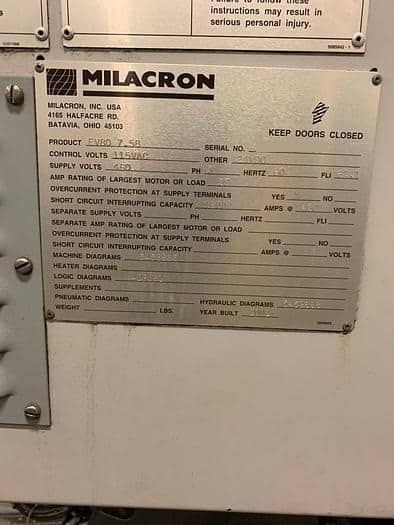 instructions may result in
serious personal injury.
MILACRON
MILACRON, INC. USA
4165 HALFACRE RD.
BATAVIA, OHIO 45103
KEEP DOORS CLOSED
PRODUCT SERIAL NO.
CONTROL VOLTS 115VAC OTHER 24VDC
SUPPLY VOLTS 460 PH HERTZ 60 FLI
AMP RATING OF LARGEST MOTOR OR LOAD
OVERCURRENT PROTECTION AT SUPPLY TERMINALS YES NO
SHORT CIRCUIT INTERRUPTING CAPACITY AMPS @ VOLTS
SEPARATE SUPPLY VOLTS PH HERTZ FLI
SEPARATE AMP RATING OF LARGEST MOTOR OR LOAD
OVERCURRENT PROTECTION AT SUPPLY TERMINALS YES NO
SHORT CIRCUIT INTERRUPTING CAPACITY AMPS @ VOLTS
MACHINE DIAGRAMS
HEATER DIAGRAMS
LOGIC DIAGRAMS
SUPPLEMENTS
PNEUMATIC DIAGRAMS HYDRAULIC DIAGRAMS
WEIGHT LBS. YEAR BUILT